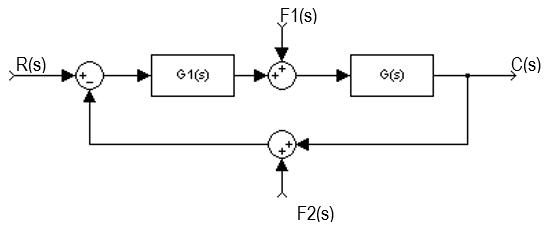 F1(s)
R(s)
+
−
G1(s)
+
+
G(s)
C(s)
+
+
F2(s)